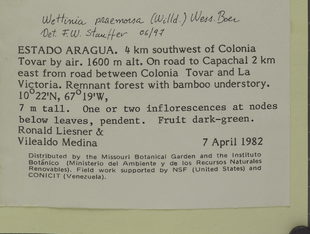 Wettinia praemorsa (Willd.) Wess. Boer
Det. F.W. Stauffer 06/97
ESTADO ARAGUA. 4 km southwest of Colonia
Tovar by air. 1600 m alt. On road to Capachal 2 km
east from road between Colonia Tovar and La
Victoria. Remnant forest with bamboo understory.
10°22'N, 67°19'W,
7 m tall. One or two inflorescences at nodes
below leaves, pendent. Fruit dark-green.
Ronald Liesner &
Vilealdo Medina 7 April 1982
Distributed by the Missouri Botanical Garden and the Instituto
Botánico (Ministerio del Ambiente y de los Recursos Naturales
Renovables). Field work supported by NSF (United States) and
CONICIT (Venezuela).